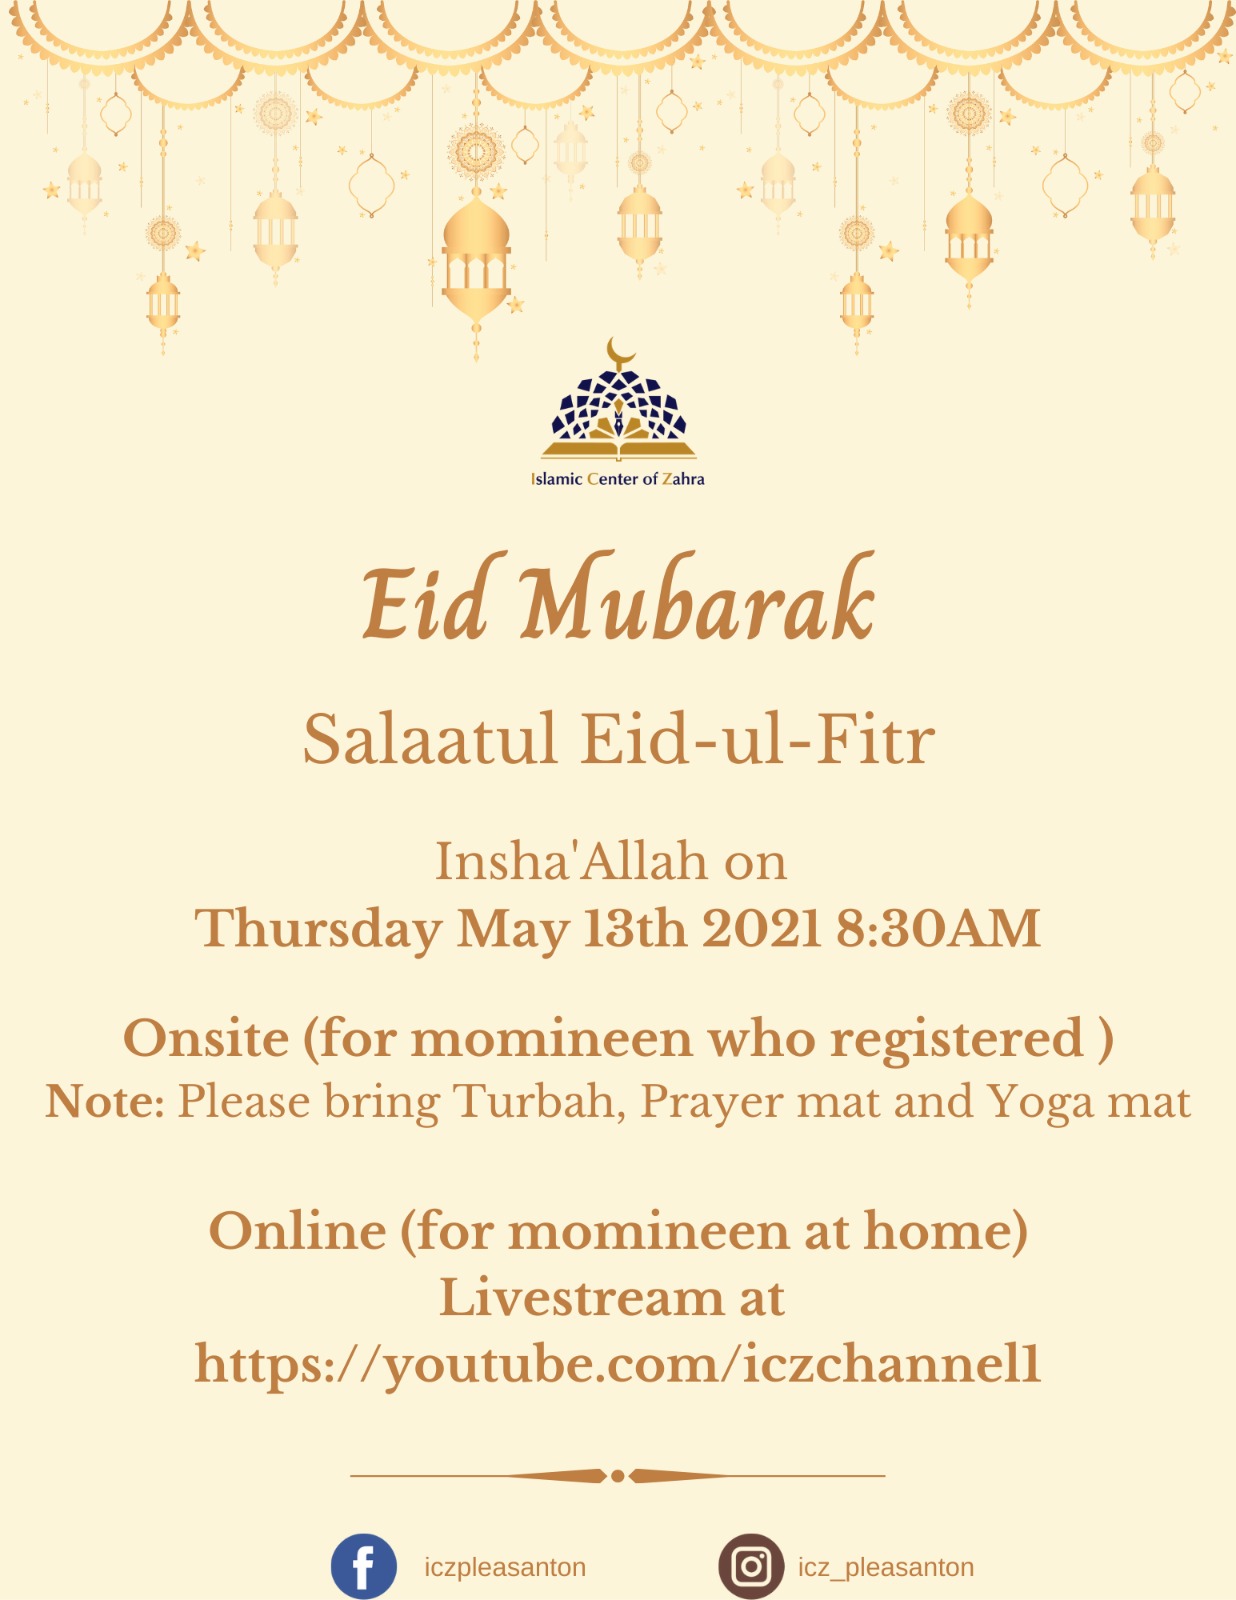 Islamic Center of Zahra
Eid Mubarak
Salaatul Eid-ul-Fitr
Insha'Allah on
Thursday May 13th 2021 8:30AM
Onsite (for momineen who registered )
Note: Please bring Turbah, Prayer mat and Yoga mat
Online (for momineen at home)
Livestream at
https://youtube.com/iczchannel1
iczpleasanton
icz_pleasanton